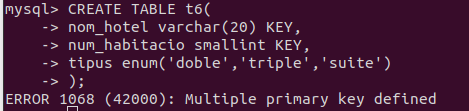 mysql> CREATE TABLE t6(
    -> nom_hotel varchar(20) KEY,
    -> num_habitacio smallint KEY,
    -> tipus enum('doble','triple','suite')
    -> );
ERROR 1068 (42000): Multiple primary key defined